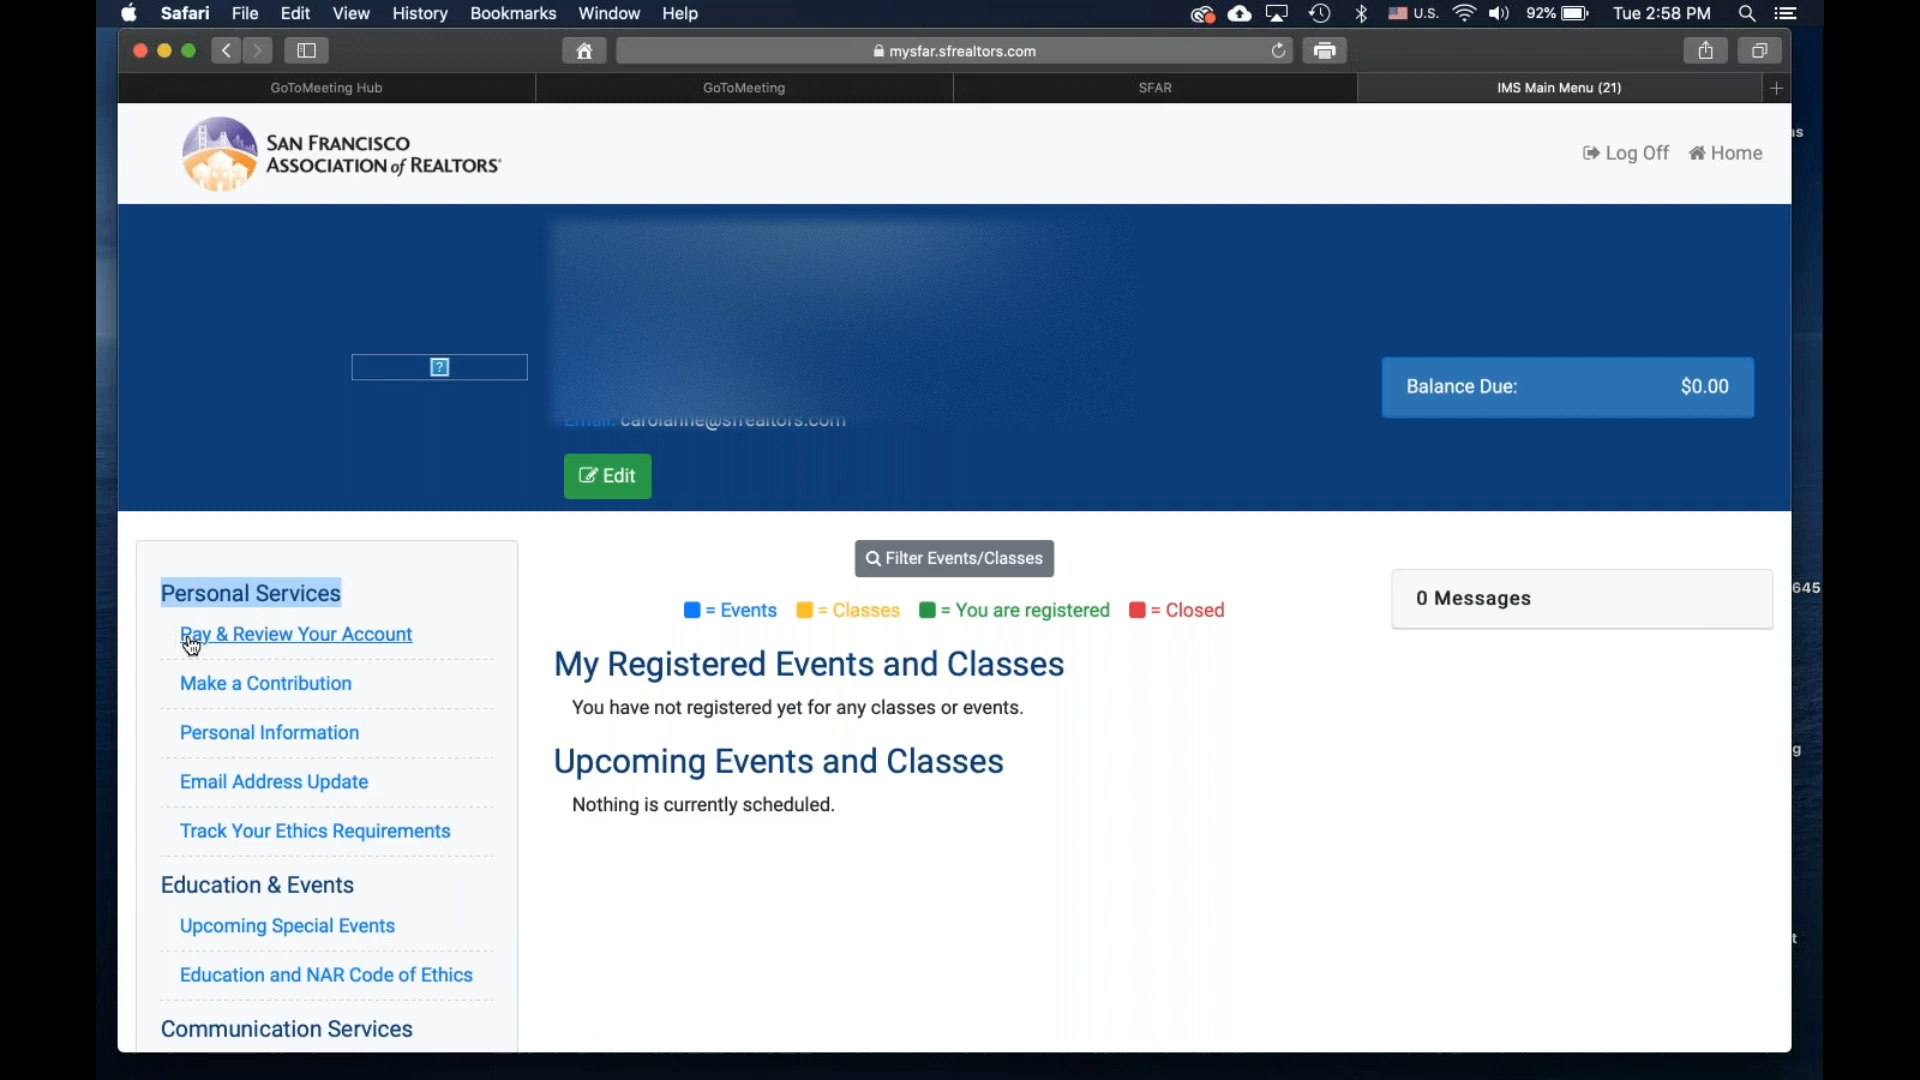 Safari File Edit View History Bookmarks Window Help U.S. 92% Tue 2:58 PM
mysfar.sfrealtors.com
GoToMeeting Hub GoToMeeting SFAR IMS Main Menu (21)
SAN FRANCISCO
ASSOCIATION of REALTORS®
Log Off Home
?
Balance Due: $0.00
Email: carolanne@sfrealtors.com
Edit
Filter Events/Classes
= Events = Classes = You are registered = Closed
0 Messages
Personal Services
Pay & Review Your Account
Make a Contribution
Personal Information
Email Address Update
Track Your Ethics Requirements
Education & Events
Upcoming Special Events
Education and NAR Code of Ethics
Communication Services
My Registered Events and Classes
You have not registered yet for any classes or events.
Upcoming Events and Classes
Nothing is currently scheduled.
645